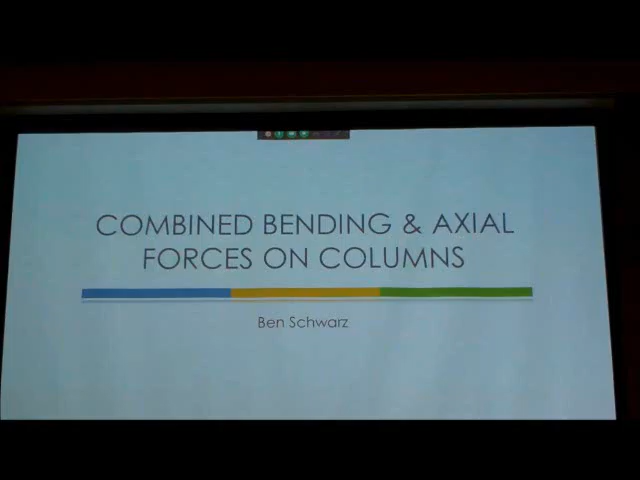 COMBINED BENDING & AXIAL
FORCES ON COLUMNS
Ben Schwarz